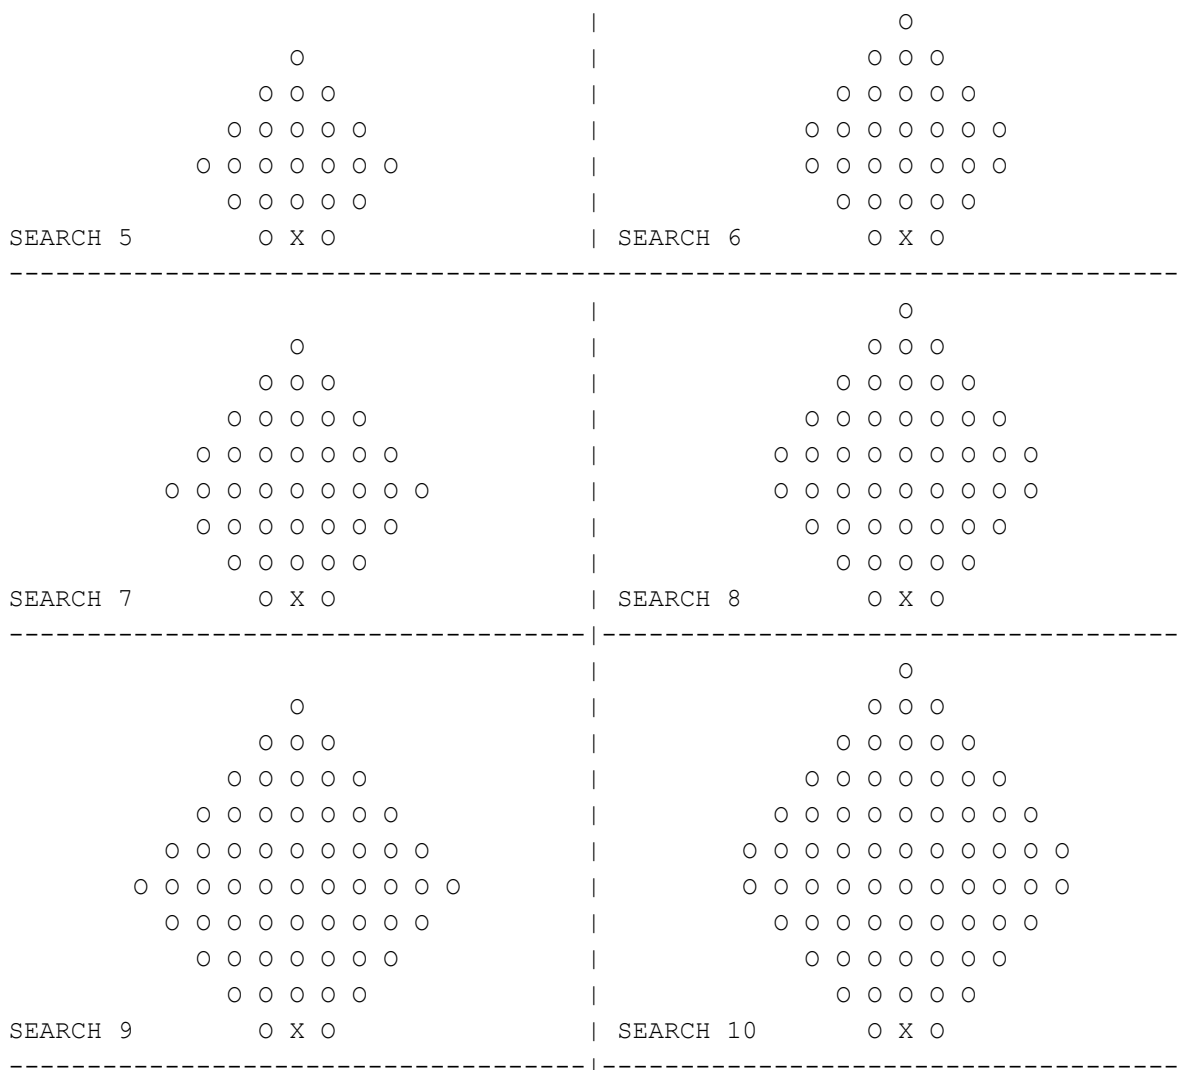 |                   O
                  O                  |                 O O O
                O O O                |               O O O O O
              O O O O O              |             O O O O O O O
            O O O O O O O            |             O O O O O O O
              O O O O O              |               O O O O O
SEARCH 5        O X O                | SEARCH 6        O X O
---------------------------------------------------------------------------
                                     |                   O
                  O                  |                 O O O
                O O O                |               O O O O O
              O O O O O              |             O O O O O O O
            O O O O O O O            |           O O O O O O O O O
          O O O O O O O O O          |           O O O O O O O O O
            O O O O O O O            |             O O O O O O O
              O O O O O              |               O O O O O
SEARCH 7        O X O                | SEARCH 8        O X O
-------------------------------------|-------------------------------------
                                     |                   O
                  O                  |                 O O O
                O O O                |               O O O O O
              O O O O O              |             O O O O O O O
            O O O O O O O            |           O O O O O O O O O
          O O O O O O O O O          |         O O O O O O O O O O O
        O O O O O O O O O O O        |         O O O O O O O O O O O
          O O O O O O O O O          |           O O O O O O O O O
            O O O O O O O            |             O O O O O O O
              O O O O O              |               O O O O O
SEARCH 9        O X O                | SEARCH 10       O X O
-------------------------------------|-------------------------------------